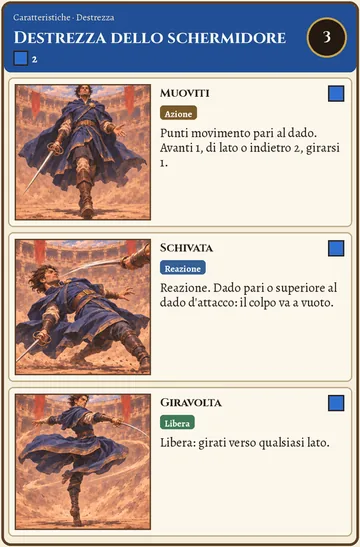 Caratteristiche · Destrezza
Destrezza dello schermidore
3
2
Muoviti
Azione
Punti movimento pari al dado.
Avanti 1, di lato o indietro 2, girarsi
1.
Schivata
Reazione
Reazione. Dado pari o superiore al
dado d'attacco: il colpo va a vuoto.
Giravolta
Libera
Libera: girati verso qualsiasi lato.